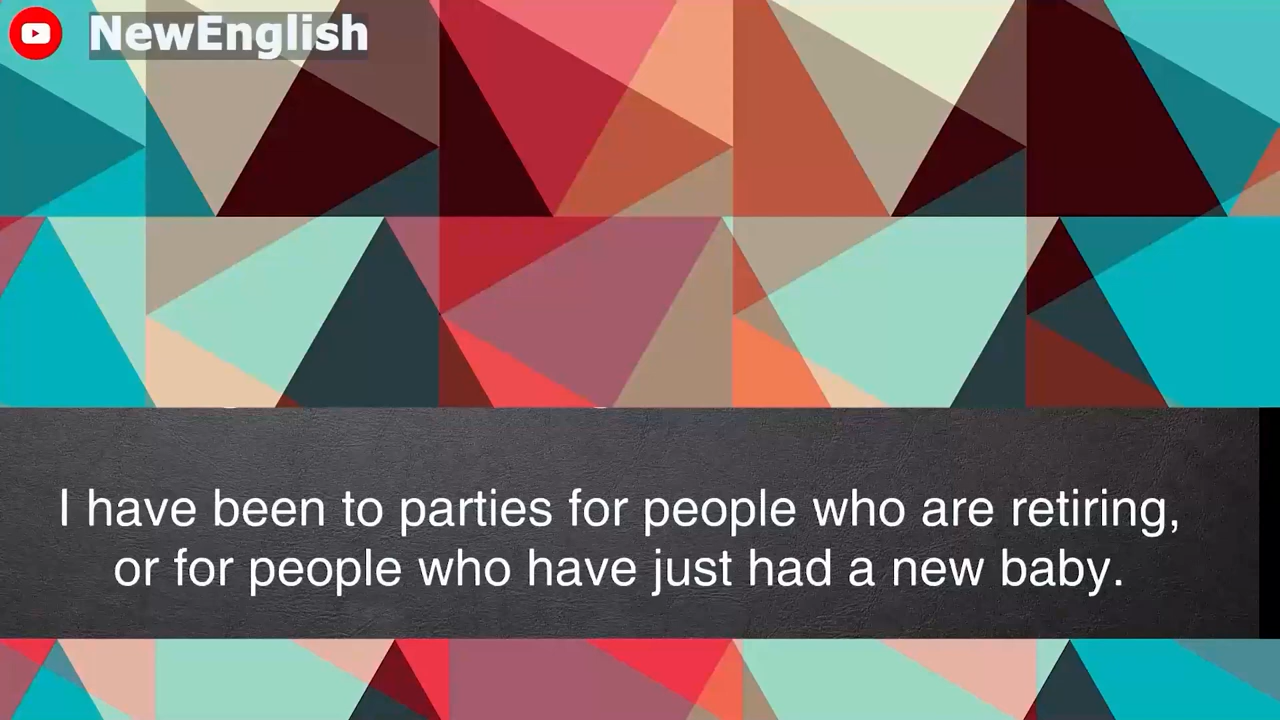 NewEnglish
I have been to parties for people who are retiring,
or for people who have just had a new baby.